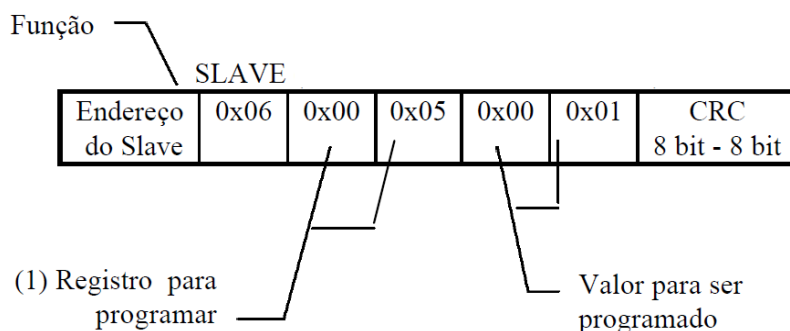 Função
SLAVE
Endereço do Slave 0x06 0x00 0x05 0x00 0x01 CRC 8 bit - 8 bit
(1) Registro para
programar
Valor para ser
programado